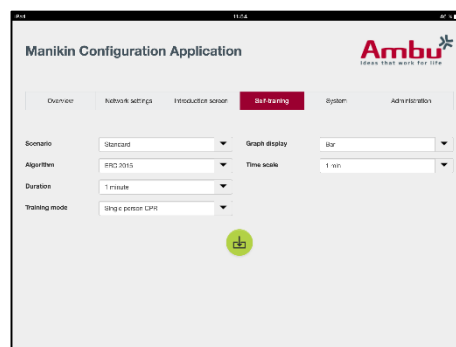 iPad 11:04
Manikin Configuration Application
Ambu
Ideas that work for life
Overview Network settings Introduction screen Self-training System Administration
Scenario Standard Graph display Bar
Algorithm ERC 2015 Time scale 1 min
Duration 1 minute
Training mode Single person CPR